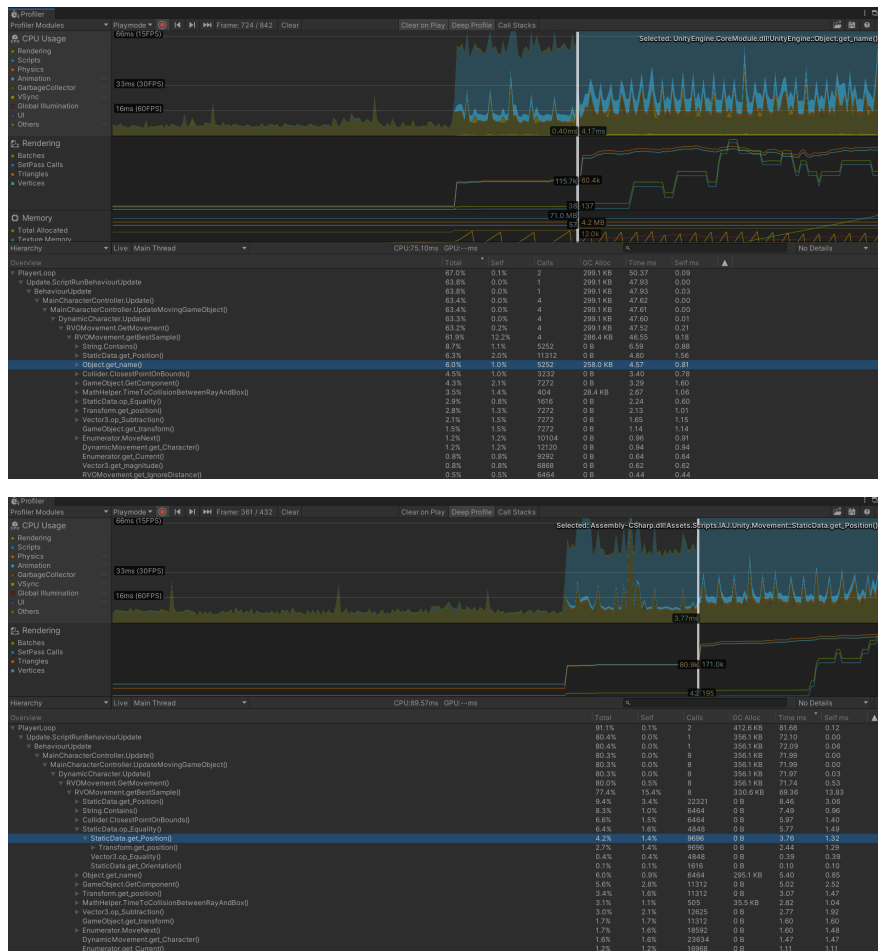 Profiler
Profiler Modules Playmode Frame: 724 / 842 Clear Clear on Play Deep Profile Call Stacks
CPU Usage
Rendering
Scripts
Physics
Animation
GarbageCollector
VSync
Global Illumination
UI
Others
66ms (15FPS)
Selected: UnityEngine.CoreModule.dll!UnityEngine::Object.get_name()
33ms (30FPS)
16ms (60FPS)
0.40ms 4.17ms
Rendering
Batches
SetPass Calls
Triangles
Vertices
115.7k 60.4k
38 137
Memory
Total Allocated
Texture Memory
71.0 MB
57 4.2 MB
12.0k
Hierarchy Live Main Thread CPU:75.10ms GPU:--ms No Details
Overview Total Self Calls GC Alloc Time ms Self ms
PlayerLoop 67.0% 0.1% 2 299.1 KB 50.37 0.09
Update.ScriptRunBehaviourUpdate 63.8% 0.0% 1 299.1 KB 47.93 0.00
BehaviourUpdate 63.8% 0.0% 1 299.1 KB 47.93 0.03
MainCharacterController.Update() 63.4% 0.0% 4 299.1 KB 47.62 0.00
MainCharacterController.UpdateMovingGameObject() 63.4% 0.0% 4 299.1 KB 47.61 0.00
DynamicCharacter.Update() 63.3% 0.0% 4 299.1 KB 47.60 0.01
RVOMovement.GetMovement() 63.2% 0.2% 4 299.1 KB 47.52 0.21
RVOMovement.getBestSample() 61.9% 12.2% 4 286.4 KB 46.55 9.18
String.Contains() 8.7% 1.1% 5252 0 B 6.59 0.88
StaticData.get_Position() 6.3% 2.0% 11312 0 B 4.80 1.56
Object.get_name() 6.0% 1.0% 5252 258.0 KB 4.57 0.81
Collider.ClosestPointOnBounds() 4.5% 1.0% 3232 0 B 3.40 0.78
GameObject.GetComponent() 4.3% 2.1% 7272 0 B 3.29 1.60
MathHelper.TimeToCollisionBetweenRayAndBox() 3.5% 1.4% 404 28.4 KB 2.67 1.06
StaticData.op_Equality() 2.9% 0.8% 1616 0 B 2.24 0.60
Transform.get_position() 2.8% 1.3% 7272 0 B 2.13 1.01
Vector3.op_Subtraction() 2.1% 1.5% 7272 0 B 1.65 1.15
GameObject.get_transform() 1.5% 1.5% 7272 0 B 1.14 1.14
Enumerator.MoveNext() 1.2% 1.2% 10104 0 B 0.96 0.91
DynamicMovement.get_Character() 1.2% 1.2% 12120 0 B 0.94 0.94
Enumerator.get_Current() 0.8% 0.8% 9292 0 B 0.64 0.64
Vector3.get_magnitude() 0.8% 0.8% 6868 0 B 0.62 0.62
RVOMovement.get_IgnoreDistance() 0.5% 0.5% 6464 0 B 0.44 0.44
Profiler
Profiler Modules Playmode Frame: 361 / 432 Clear Clear on Play Deep Profile Call Stacks
CPU Usage
Rendering
Scripts
Physics
Animation
GarbageCollector
VSync
Global Illumination
UI
Others
66ms (15FPS)
Selected: Assembly-CSharp.dll!Assets.Scripts.IAJ.Unity.Movement::StaticData.get_Position()
33ms (30FPS)
16ms (60FPS)
3.77ms
Rendering
Batches
SetPass Calls
Triangles
Vertices
80.9k 171.0k
42 195
Hierarchy Live Main Thread CPU:89.57ms GPU:--ms No Details
Overview Total Self Calls GC Alloc Time ms Self ms
PlayerLoop 91.1% 0.1% 2 412.6 KB 81.68 0.12
Update.ScriptRunBehaviourUpdate 80.4% 0.0% 1 356.1 KB 72.10 0.00
BehaviourUpdate 80.4% 0.0% 1 356.1 KB 72.09 0.06
MainCharacterController.Update() 80.3% 0.0% 8 356.1 KB 71.99 0.00
MainCharacterController.UpdateMovingGameObject() 80.3% 0.0% 8 356.1 KB 71.99 0.00
DynamicCharacter.Update() 80.3% 0.0% 8 356.1 KB 71.97 0.03
RVOMovement.GetMovement() 80.0% 0.5% 8 356.1 KB 71.74 0.53
RVOMovement.getBestSample() 77.4% 15.4% 8 330.6 KB 69.36 13.83
StaticData.get_Position() 9.4% 3.4% 22321 0 B 8.46 3.06
String.Contains() 8.3% 1.0% 6464 0 B 7.49 0.96
Collider.ClosestPointOnBounds() 6.6% 1.5% 6464 0 B 5.97 1.40
StaticData.op_Equality() 6.4% 1.6% 4848 0 B 5.77 1.49
StaticData.get_Position() 4.2% 1.4% 9696 0 B 3.76 1.32
Transform.get_position() 2.7% 1.4% 9696 0 B 2.44 1.29
Vector3.op_Equality() 0.4% 0.4% 4848 0 B 0.39 0.39
StaticData.get_Orientation() 0.1% 0.1% 1616 0 B 0.10 0.10
Object.get_name() 6.0% 0.9% 6464 295.1 KB 5.40 0.85
GameObject.GetComponent() 5.6% 2.8% 11312 0 B 5.02 2.52
Transform.get_position() 3.4% 1.6% 11312 0 B 3.07 1.47
MathHelper.TimeToCollisionBetweenRayAndBox() 3.1% 1.1% 505 35.5 KB 2.82 1.04
Vector3.op_Subtraction() 3.0% 2.1% 12625 0 B 2.77 1.92
GameObject.get_transform() 1.7% 1.7% 11312 0 B 1.60 1.60
Enumerator.MoveNext() 1.7% 1.6% 18592 0 B 1.60 1.48
DynamicMovement.get_Character() 1.6% 1.6% 23634 0 B 1.47 1.47
Enumerator.get_Current() 1.2% 1.2% 16968 0 B 1.11 1.11